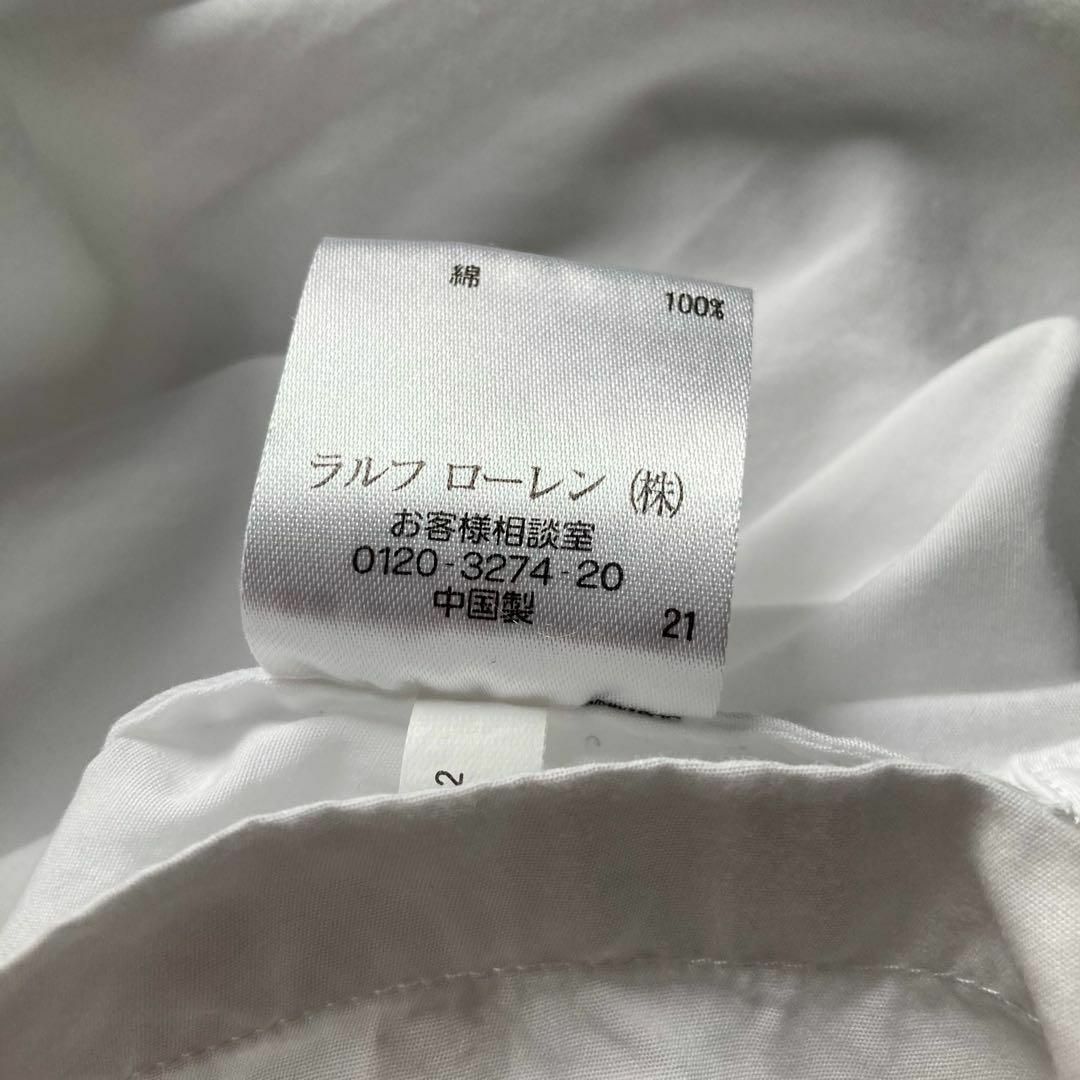 綿 100%
ラルフ ローレン (株)
お客様相談室
0120-3274-20
中国製 21
2